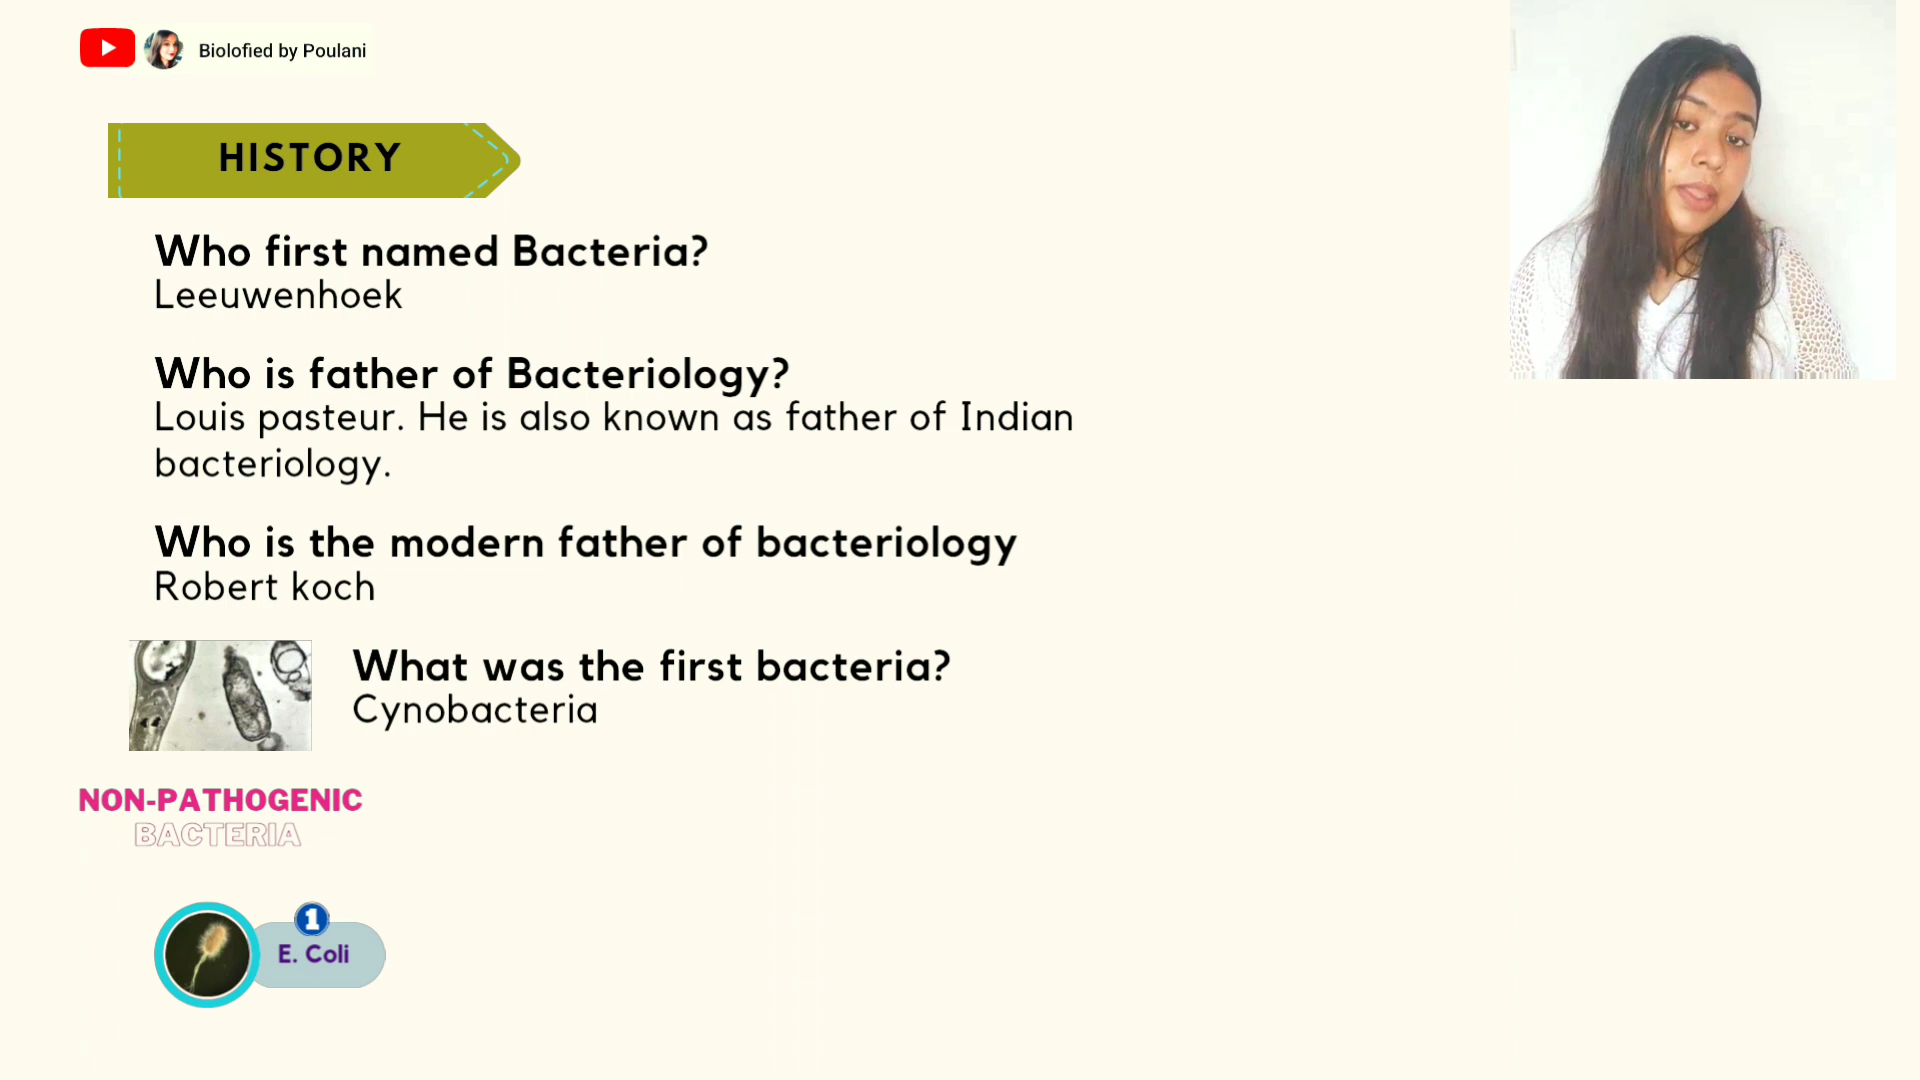 Biolofied by Poulani
HISTORY
Who first named Bacteria?
Leeuwenhoek
Who is father of Bacteriology?
Louis pasteur. He is also known as father of Indian
bacteriology.
Who is the modern father of bacteriology
Robert koch
What was the first bacteria?
Cynobacteria
NON-PATHOGENIC
BACTERIA
1
E. Coli